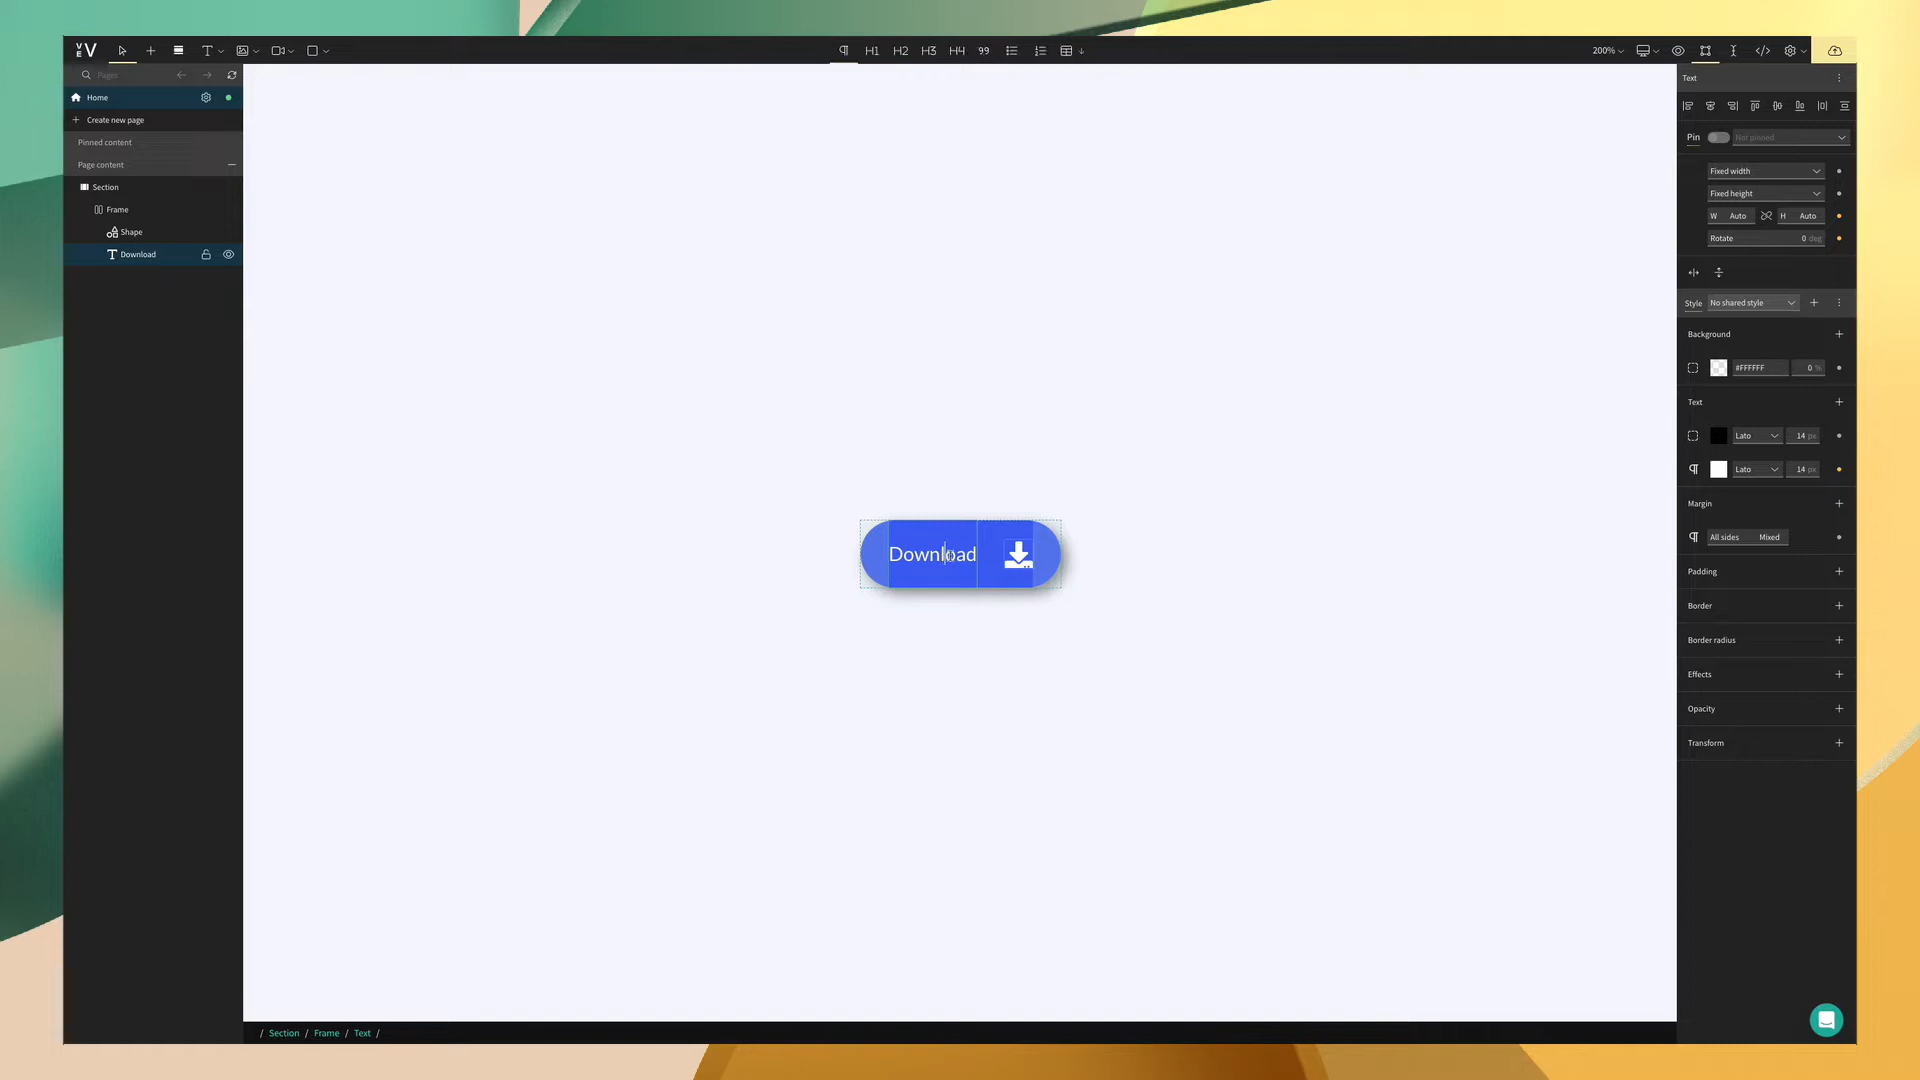 VEV
T
¶ H1 H2 H3 H4 99
200%
</>
Pages
Home
Create new page
Pinned content
Page content
Section
Frame
Shape
T Download
Download
/ Section / Frame / Text /
Text
Pin Not pinned
Fixed width
Fixed height
W Auto H Auto
Rotate 0 deg
Style No shared style
Background
#FFFFFF 0 %
Text
Lato 14 px
¶ Lato 14 px
Margin
¶ All sides Mixed
Padding
Border
Border radius
Effects
Opacity
Transform